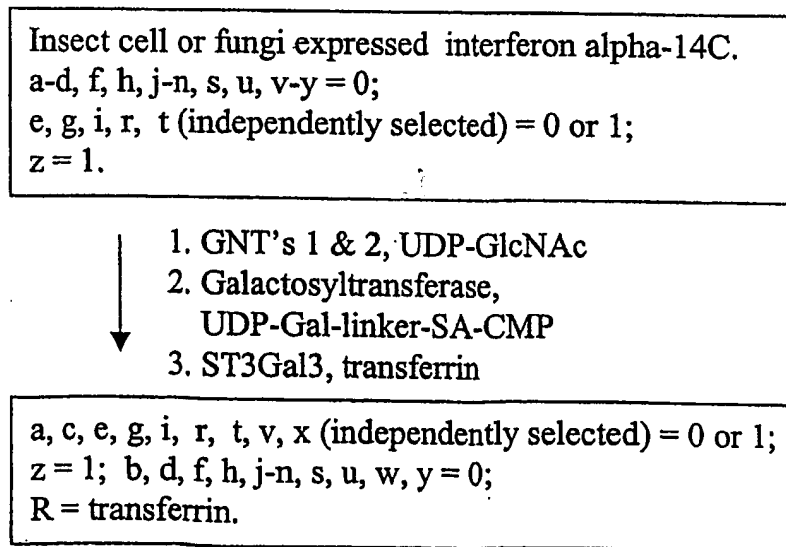 Insect cell or fungi expressed interferon alpha-14C.
a-d, f, h, j-n, s, u, v-y = 0;
e, g, i, r, t (independently selected) = 0 or 1;
z = 1.
1. GNT's 1 & 2, UDP-GlcNAc
2. Galactosyltransferase,
UDP-Gal-linker-SA-CMP
3. ST3Gal3, transferrin
a, c, e, g, i, r, t, v, x (independently selected) = 0 or 1;
z = 1; b, d, f, h, j-n, s, u, w, y = 0;
R = transferrin.